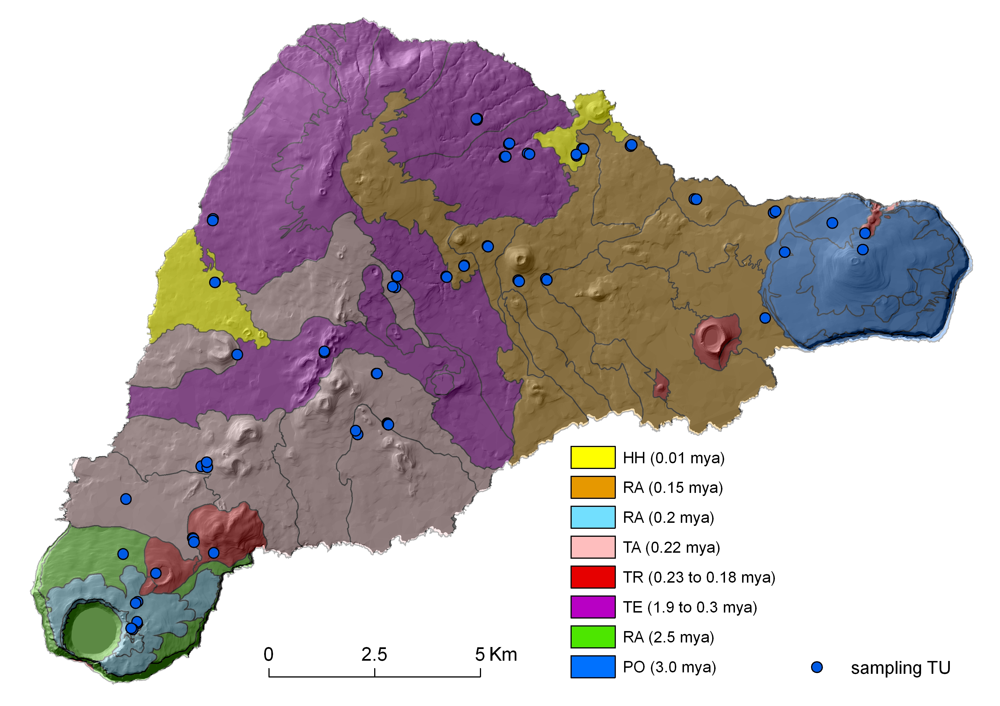 HH (0.01 mya)
RA (0.15 mya)
RA (0.2 mya)
TA (0.22 mya)
TR (0.23 to 0.18 mya)
TE (1.9 to 0.3 mya)
RA (2.5 mya)
PO (3.0 mya)
sampling TU
0 2.5 5 Km